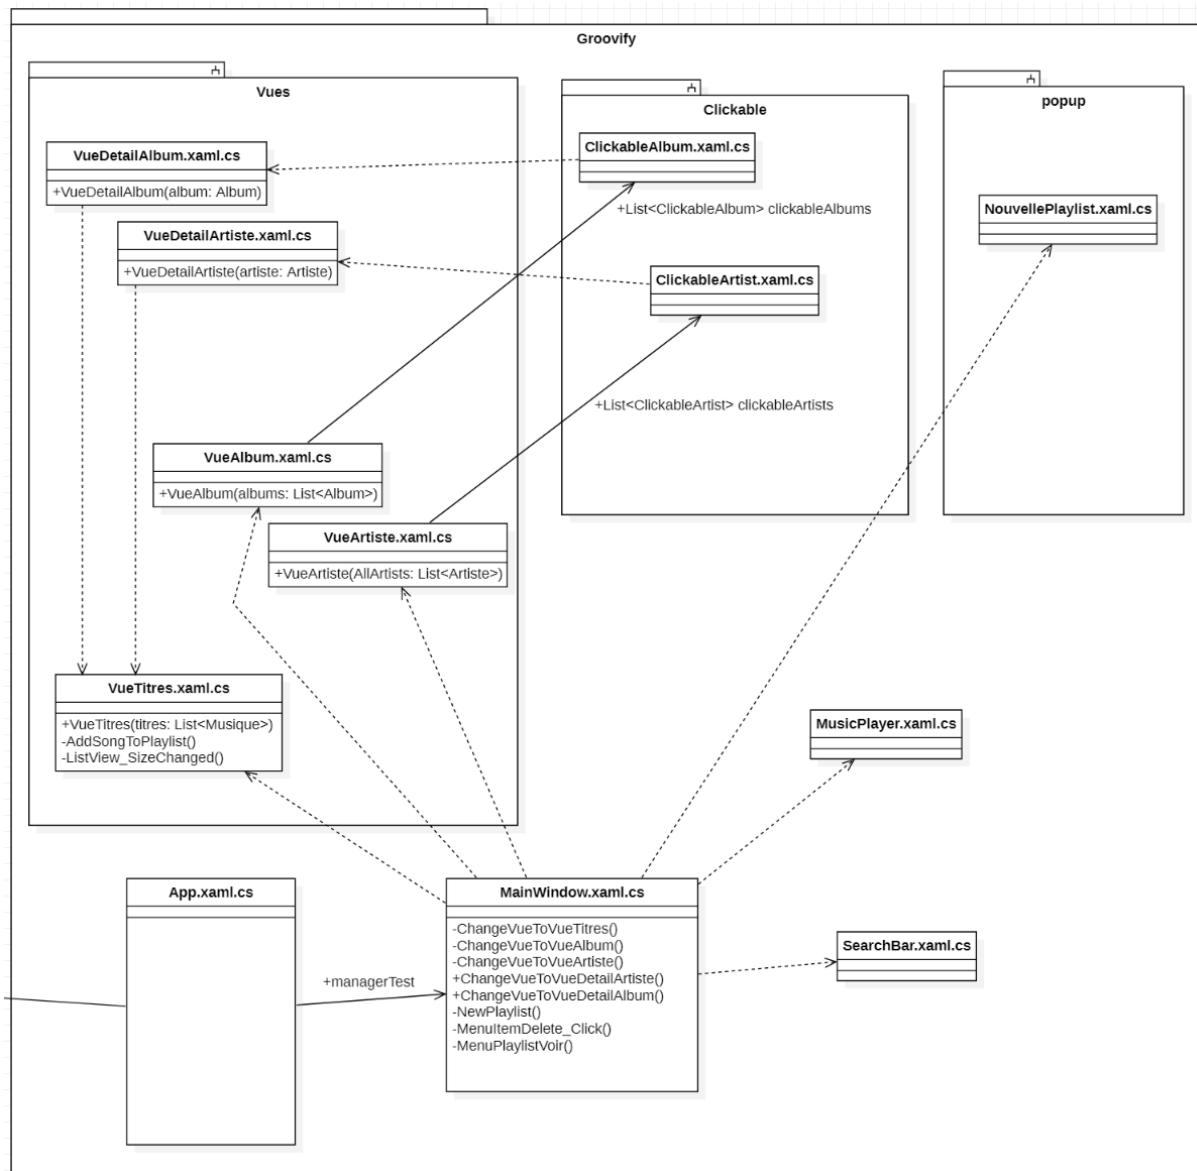 Groovify
Vues
VueDetailAlbum.xaml.cs
+VueDetailAlbum(album: Album)
VueDetailArtiste.xaml.cs
+VueDetailArtiste(artiste: Artiste)
VueAlbum.xaml.cs
+VueAlbum(albums: List<Album>)
VueArtiste.xaml.cs
+VueArtiste(AllArtists: List<Artiste>)
VueTitres.xaml.cs
+VueTitres(titres: List<Musique>)
-AddSongToPlaylist()
-ListView_SizeChanged()
Clickable
ClickableAlbum.xaml.cs
+List<ClickableAlbum> clickableAlbums
ClickableArtist.xaml.cs
+List<ClickableArtist> clickableArtists
popup
NouvellePlaylist.xaml.cs
MusicPlayer.xaml.cs
App.xaml.cs
+managerTest
MainWindow.xaml.cs
-ChangeVueToVueTitres()
-ChangeVueToVueAlbum()
-ChangeVueToVueArtiste()
+ChangeVueToVueDetailArtiste()
+ChangeVueToVueDetailAlbum()
-NewPlaylist()
-MenuItemDelete_Click()
-MenuPlaylistVoir()
SearchBar.xaml.cs